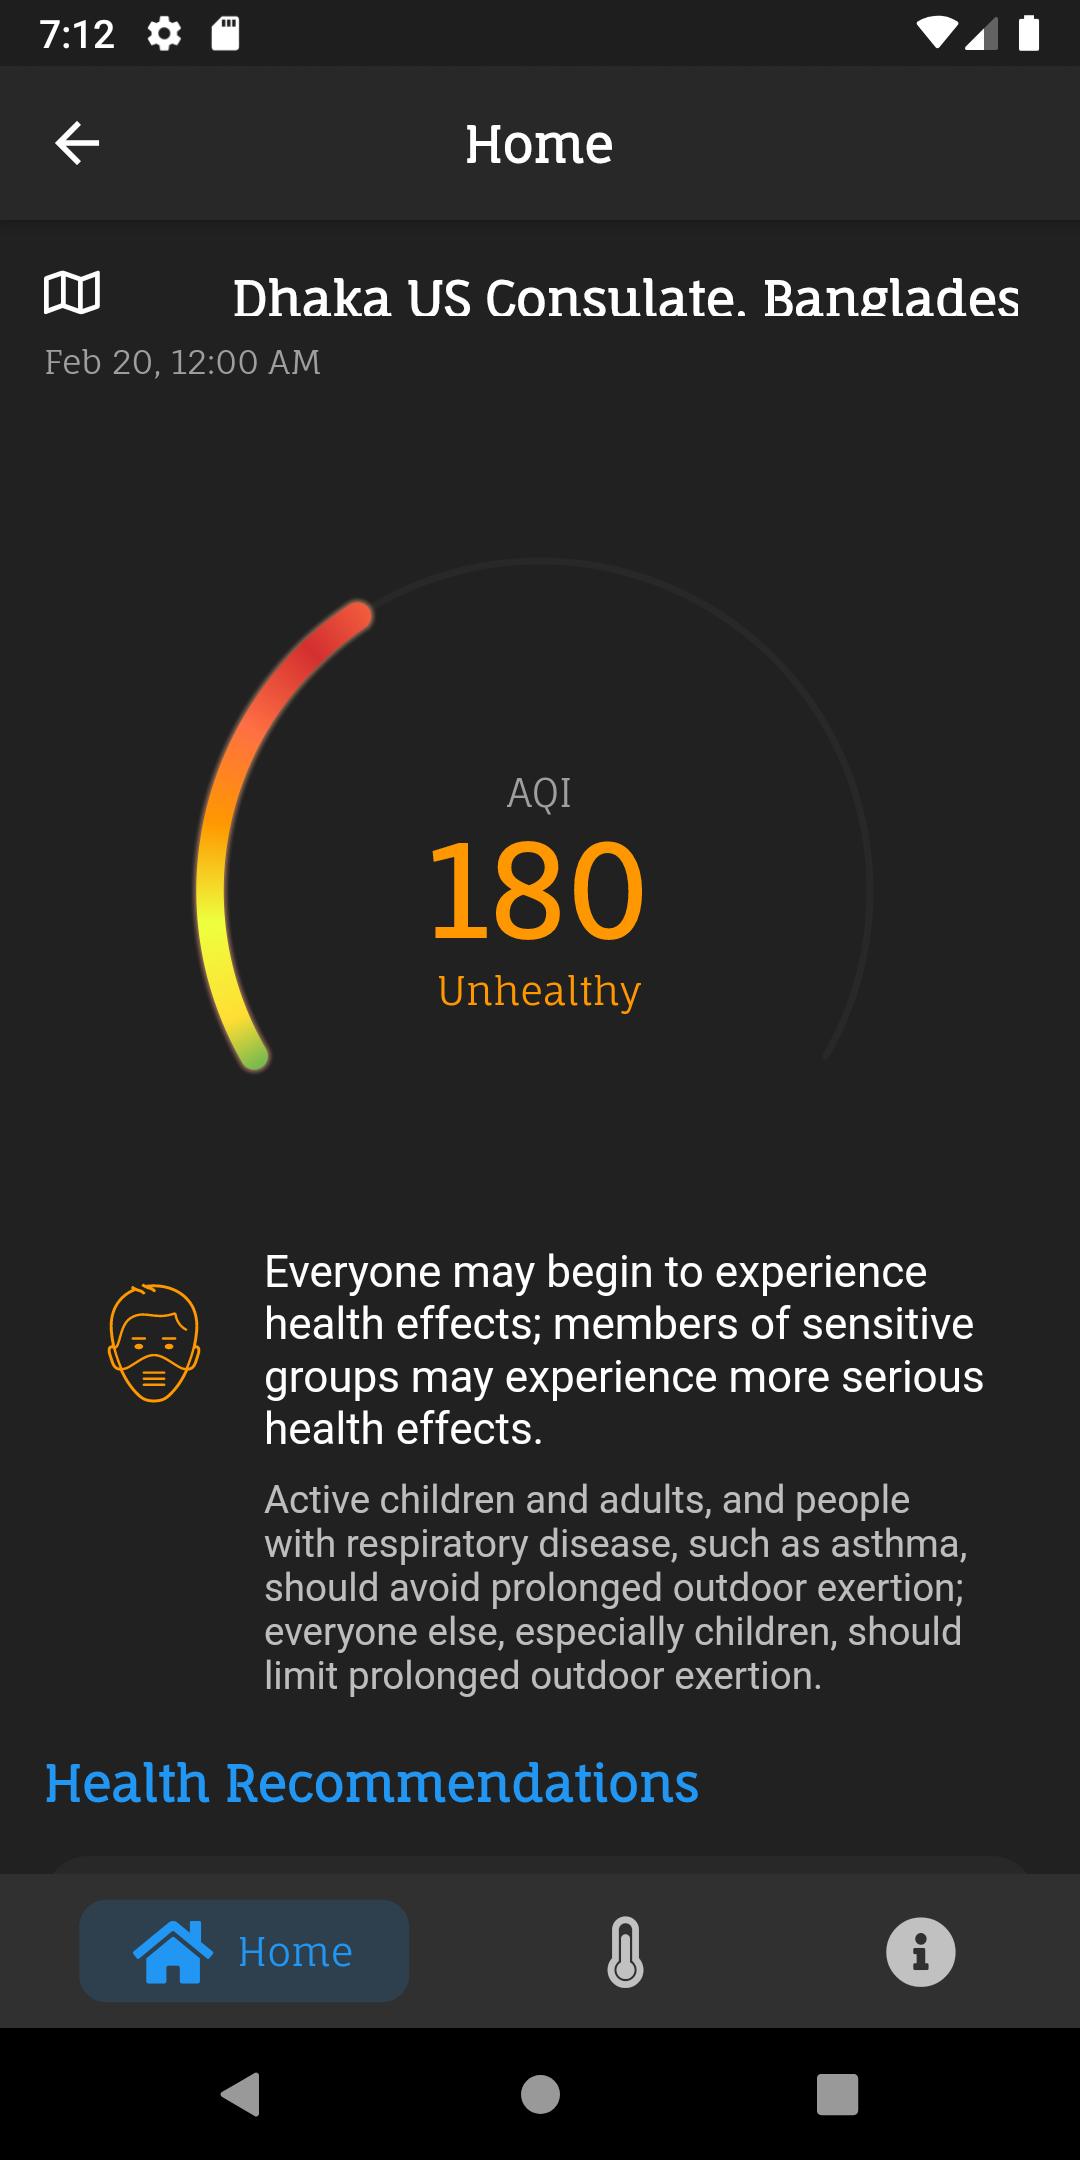 7:12
Home
Dhaka US Consulate, Banglades
Feb 20, 12:00 AM
AQI
180
Unhealthy
Everyone may begin to experience
health effects; members of sensitive
groups may experience more serious
health effects.
Active children and adults, and people
with respiratory disease, such as asthma,
should avoid prolonged outdoor exertion;
everyone else, especially children, should
limit prolonged outdoor exertion.
Health Recommendations
Home